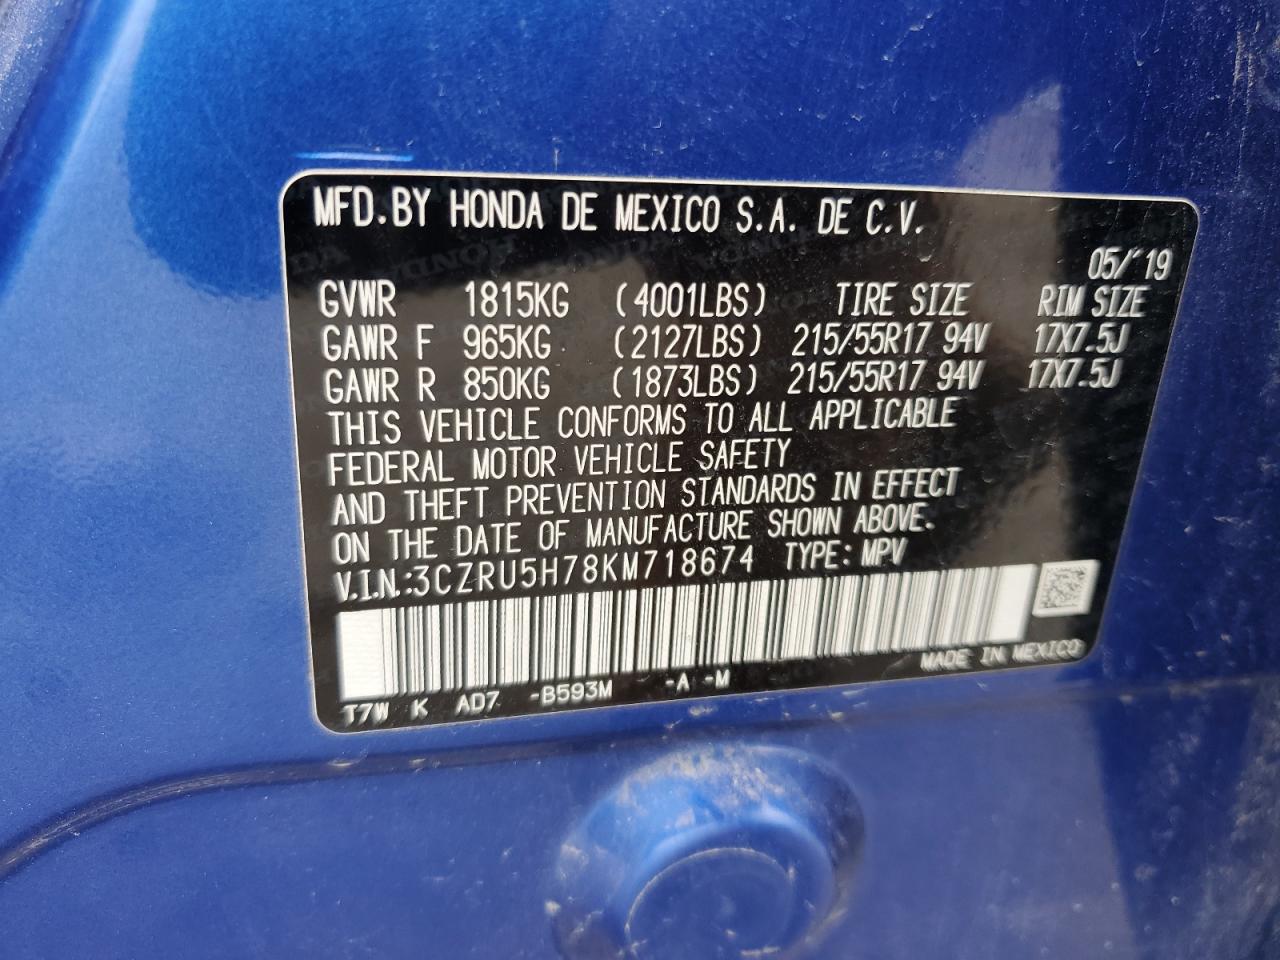 MFD.BY HONDA DE MEXICO S.A. DE C.V.
05/'19
GVWR 1815KG (4001LBS) TIRE SIZE RIM SIZE
GAWR F 965KG (2127LBS) 215/55R17 94V 17X7.5J
GAWR R 850KG (1873LBS) 215/55R17 94V 17X7.5J
THIS VEHICLE CONFORMS TO ALL APPLICABLE
FEDERAL MOTOR VEHICLE SAFETY
AND THEFT PREVENTION STANDARDS IN EFFECT
ON THE DATE OF MANUFACTURE SHOWN ABOVE.
V.I.N.:3CZRU5H78KM718674 TYPE: MPV
MADE IN MEXICO
T7W K AD7 -B593M -A -M